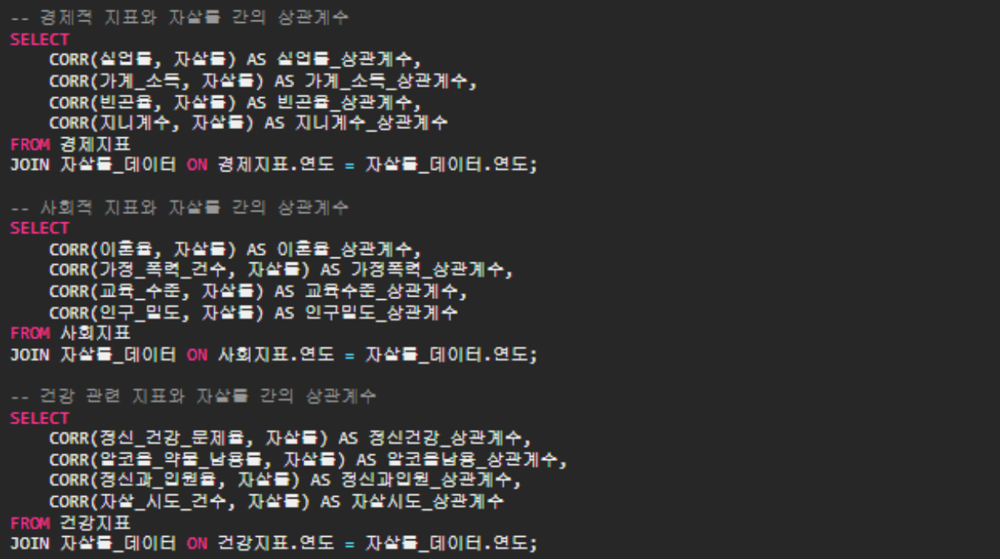 -- 경제적 지표와 자살률 간의 상관계수
SELECT
    CORR(실업률, 자살률) AS 실업률_상관계수,
    CORR(가계_소득, 자살률) AS 가계_소득_상관계수,
    CORR(빈곤율, 자살률) AS 빈곤율_상관계수,
    CORR(지니계수, 자살률) AS 지니계수_상관계수
FROM 경제지표
JOIN 자살률_데이터 ON 경제지표.연도 = 자살률_데이터.연도;
-- 사회적 지표와 자살률 간의 상관계수
SELECT
    CORR(이혼율, 자살률) AS 이혼율_상관계수,
    CORR(가정_폭력_건수, 자살률) AS 가정폭력_상관계수,
    CORR(교육_수준, 자살률) AS 교육수준_상관계수,
    CORR(인구_밀도, 자살률) AS 인구밀도_상관계수
FROM 사회지표
JOIN 자살률_데이터 ON 사회지표.연도 = 자살률_데이터.연도;
-- 건강 관련 지표와 자살률 간의 상관계수
SELECT
    CORR(정신_건강_문제율, 자살률) AS 정신건강_상관계수,
    CORR(알코올_약물_남용률, 자살률) AS 알코올남용_상관계수,
    CORR(정신과_입원율, 자살률) AS 정신과입원_상관계수,
    CORR(자살_시도_건수, 자살률) AS 자살시도_상관계수
FROM 건강지표
JOIN 자살률_데이터 ON 건강지표.연도 = 자살률_데이터.연도;